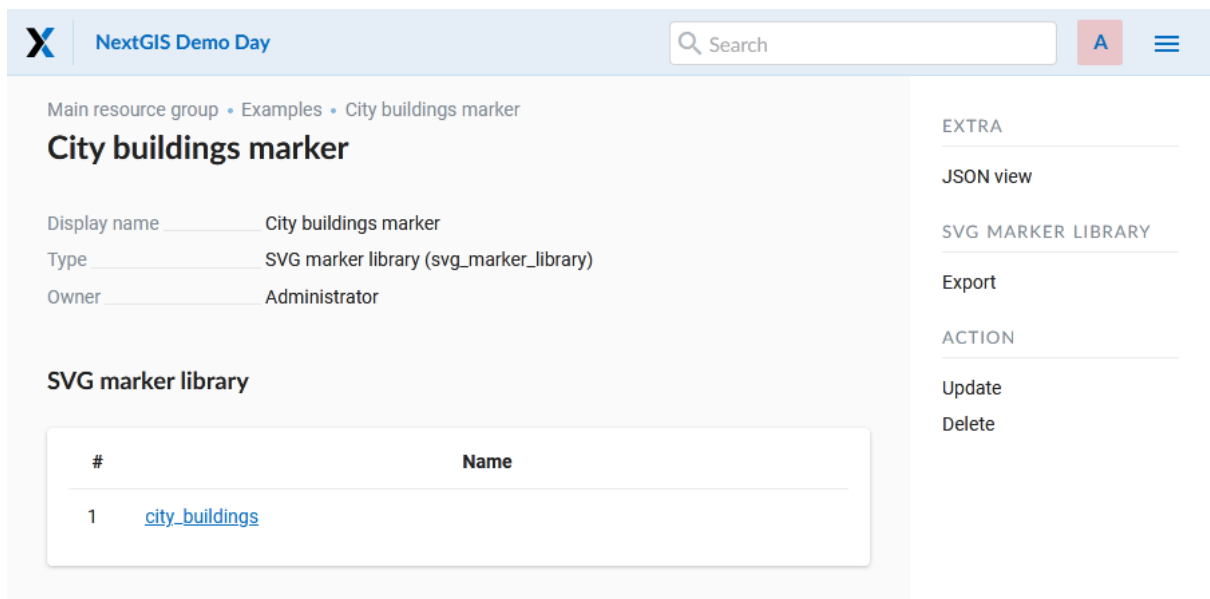 NextGIS Demo Day
Search
A
Main resource group • Examples • City buildings marker
City buildings marker
Display name City buildings marker
Type SVG marker library (svg_marker_library)
Owner Administrator
SVG marker library
# Name
1 city_buildings
EXTRA
JSON view
SVG MARKER LIBRARY
Export
ACTION
Update
Delete